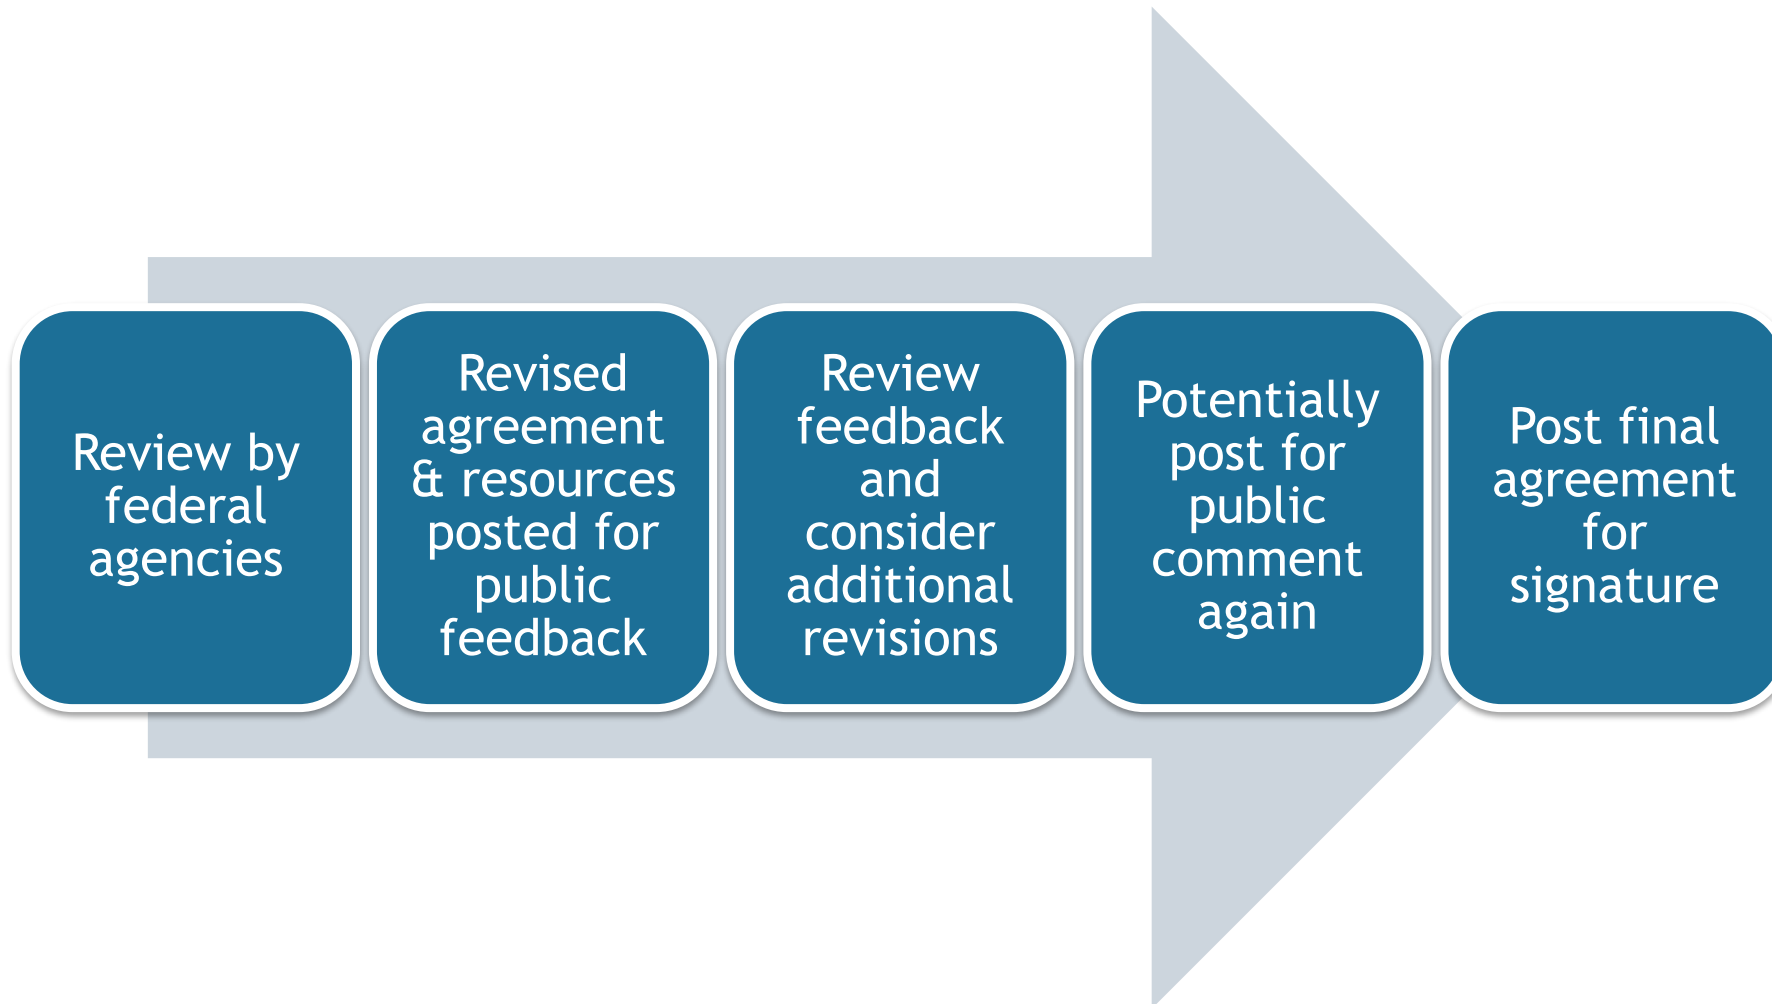 Review by
federal
agencies
Revised
agreement
& resources
posted for
public
feedback
Review
feedback
and
consider
additional
revisions
Potentially
post for
public
comment
again
Post final
agreement
for
signature